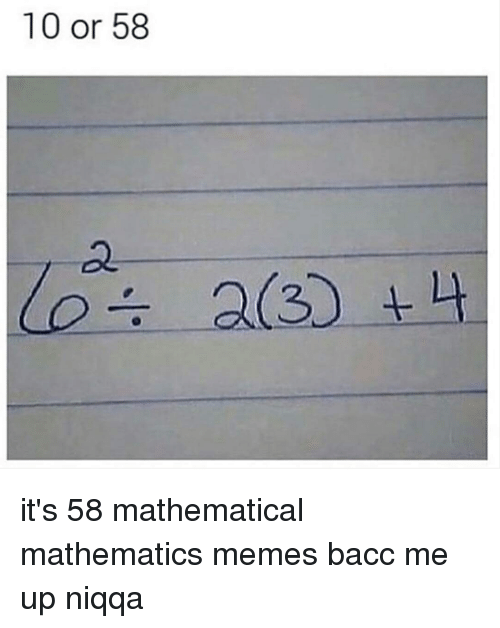 10 or 58
6² ÷ 2(3) + 4
it's 58 mathematical
mathematics memes bacc me
up niqqa